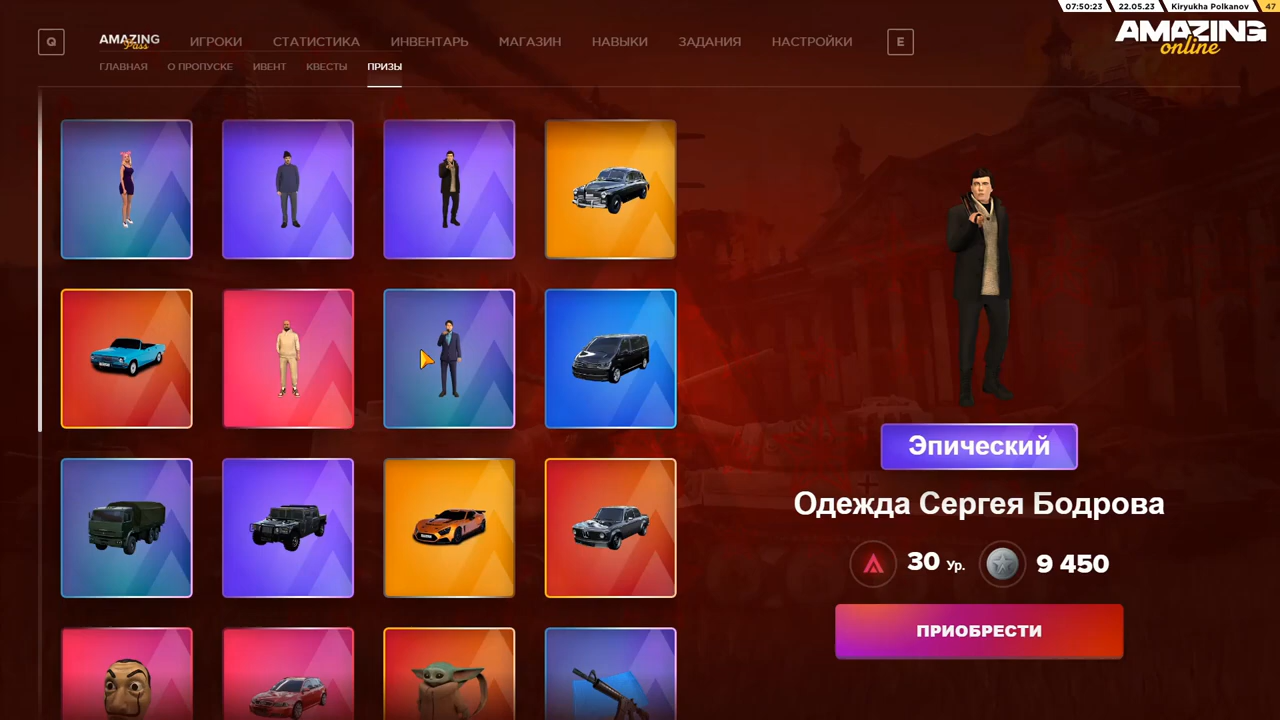 07:50:23 22.05.23 Kiryukha Polkanov 47
AMAZING
online
Q
AMAZING
Pass
ИГРОКИ СТАТИСТИКА ИНВЕНТАРЬ МАГАЗИН НАВЫКИ ЗАДАНИЯ НАСТРОЙКИ
E
ГЛАВНАЯ О ПРОПУСКЕ ИВЕНТ КВЕСТЫ ПРИЗЫ
Эпический
Одежда Сергея Бодрова
30 Ур. 9 450
ПРИОБРЕСТИ